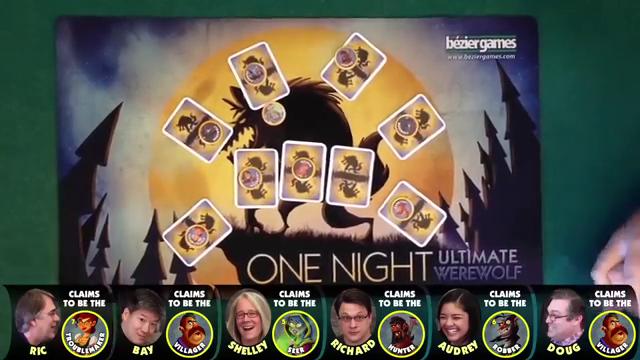 béziergames
www.beziergames.com
ONE NIGHT
ULTIMATE
WEREWOLF
CLAIMS
TO BE THE
RIC
TROUBLEMAKER
CLAIMS
TO BE THE
BAY
VILLAGER
CLAIMS
TO BE THE
SHELLEY
SEER
CLAIMS
TO BE THE
RICHARD
HUNTER
CLAIMS
TO BE THE
AUDREY
ROBBER
CLAIMS
TO BE THE
DOUG
VILLAGER